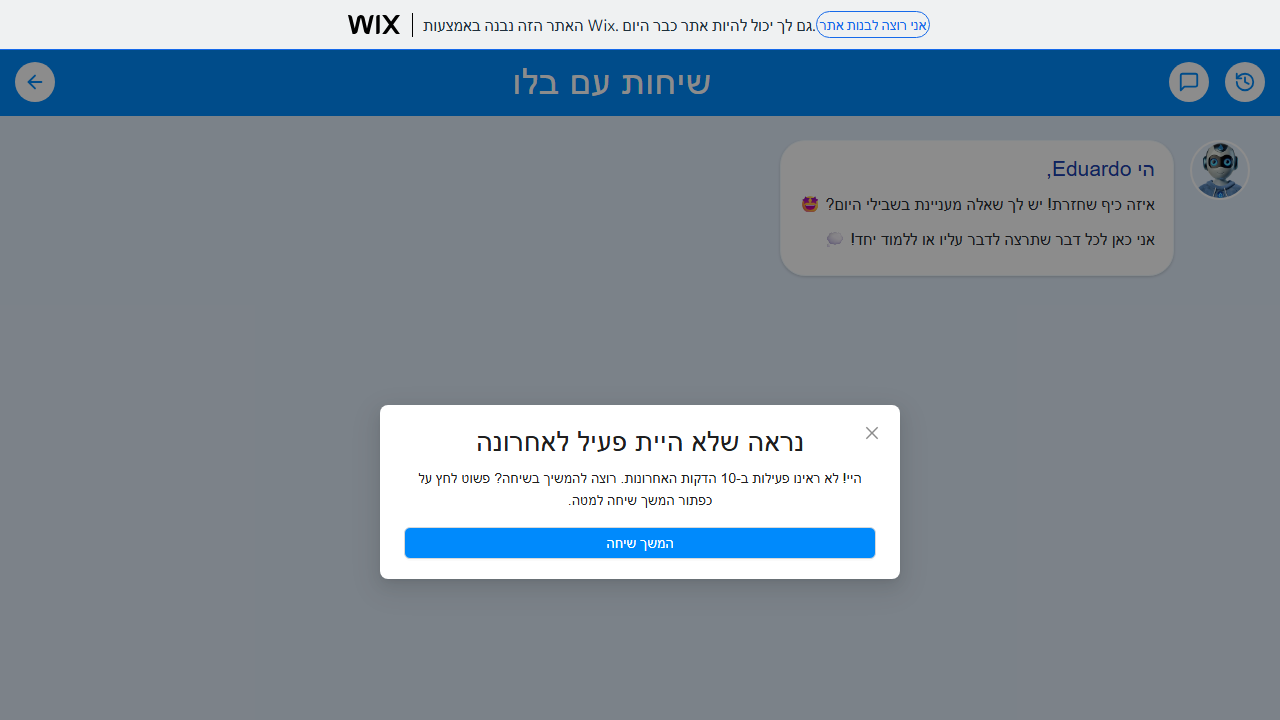 WIX
האתר הזה נבנה באמצעות Wix. גם לך יכול להיות אתר כבר היום.
אני רוצה לבנות אתר
שיחות עם בלו
היי Eduardo,
איזה כיף שחזרת! יש לך שאלה מעניינת בשבילי היום? 🤩
אני כאן לכל דבר שתרצה לדבר עליו או ללמוד יחד! 💭
נראה שלא היית פעיל לאחרונה
היי! לא ראינו פעילות ב-10 הדקות האחרונות. רוצה להמשיך בשיחה? פשוט לחץ על
כפתור המשך שיחה למטה.
המשך שיחה